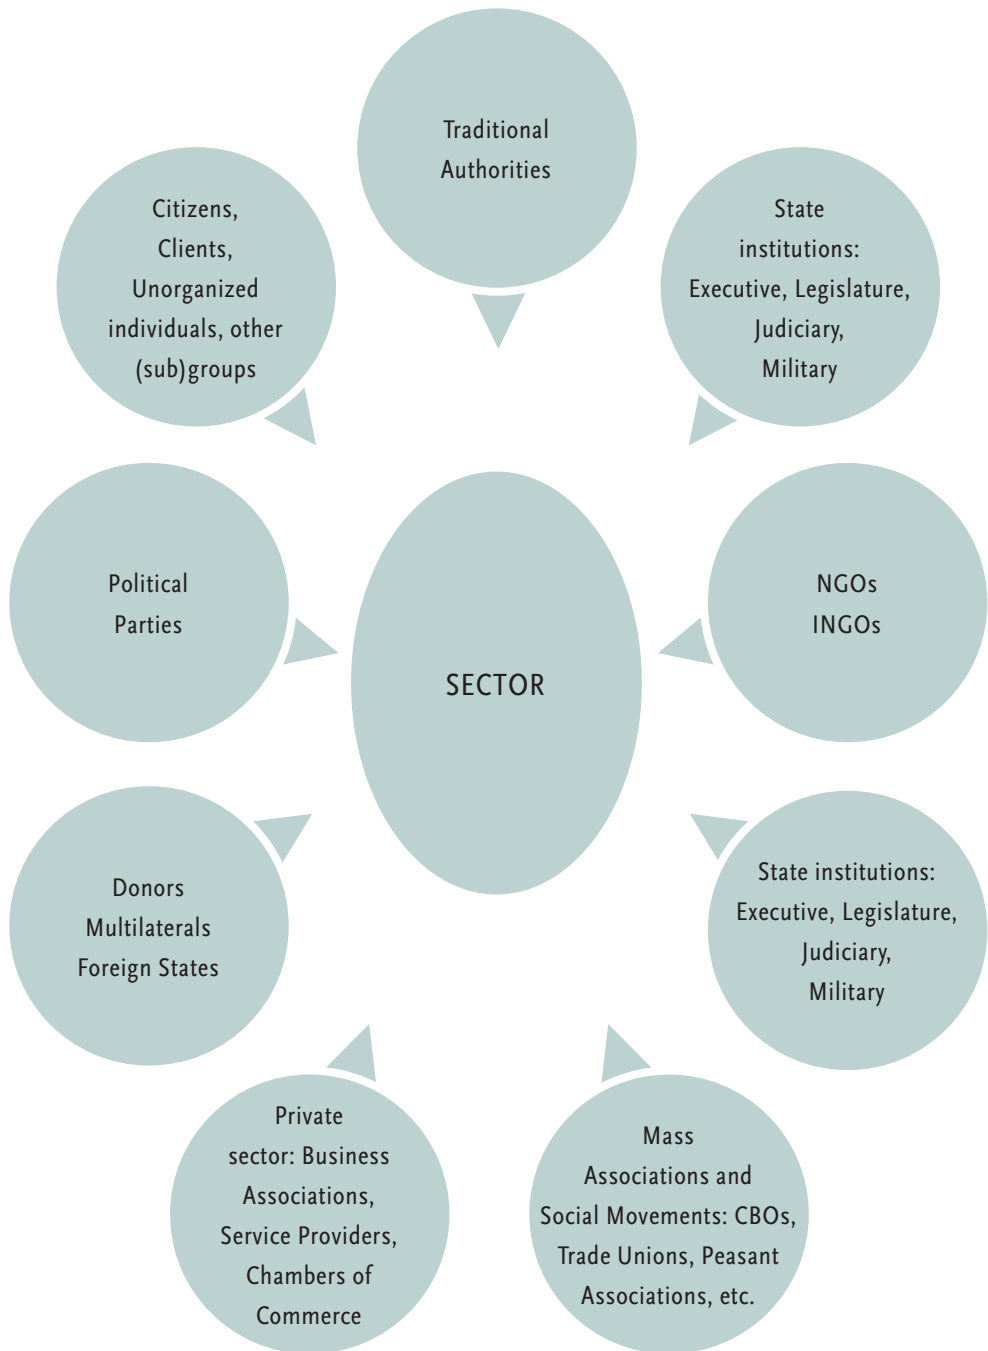 Traditional
Authorities
Citizens,
Clients,
Unorganized
individuals, other
(sub)groups
State
institutions:
Executive, Legislature,
Judiciary,
Military
Political
Parties
SECTOR
NGOs
INGOs
Donors
Multilaterals
Foreign States
State institutions:
Executive, Legislature,
Judiciary,
Military
Private
sector: Business
Associations,
Service Providers,
Chambers of
Commerce
Mass
Associations and
Social Movements: CBOs,
Trade Unions, Peasant
Associations, etc.